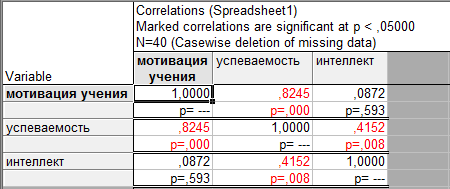 Correlations (Spreadsheet1)
Marked correlations are significant at p < ,05000
N=40 (Casewise deletion of missing data)
Variable мотивация учения успеваемость интеллект
мотивация учения 1,0000 ,8245 ,0872
p= --- p=,000 p=,593
успеваемость ,8245 1,0000 ,4152
p=,000 p= --- p=,008
интеллект ,0872 ,4152 1,0000
p=,593 p=,008 p= ---